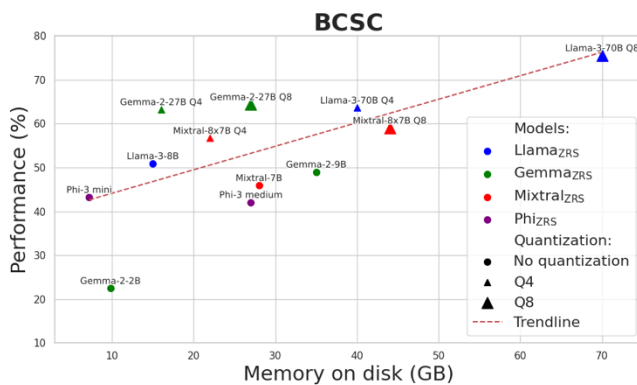 BCSC
Performance (%)
80
70
60
50
40
30
20
10
Llama-3-70B Q8
Gemma-2-27B Q4
Gemma-2-27B Q8
Llama-3-70B Q4
Mixtral-8x7B Q4
Mixtral-8x7B Q8
Llama-3-8B
Gemma-2-9B
Phi-3 mini
Mixtral-7B
Phi-3 medium
Gemma-2-2B
Models:
LlamaZRS
GemmaZRS
MixtralZRS
PhiZRS
Quantization:
No quantization
Q4
Q8
Trendline
10 20 30 40 50 60 70
Memory on disk (GB)